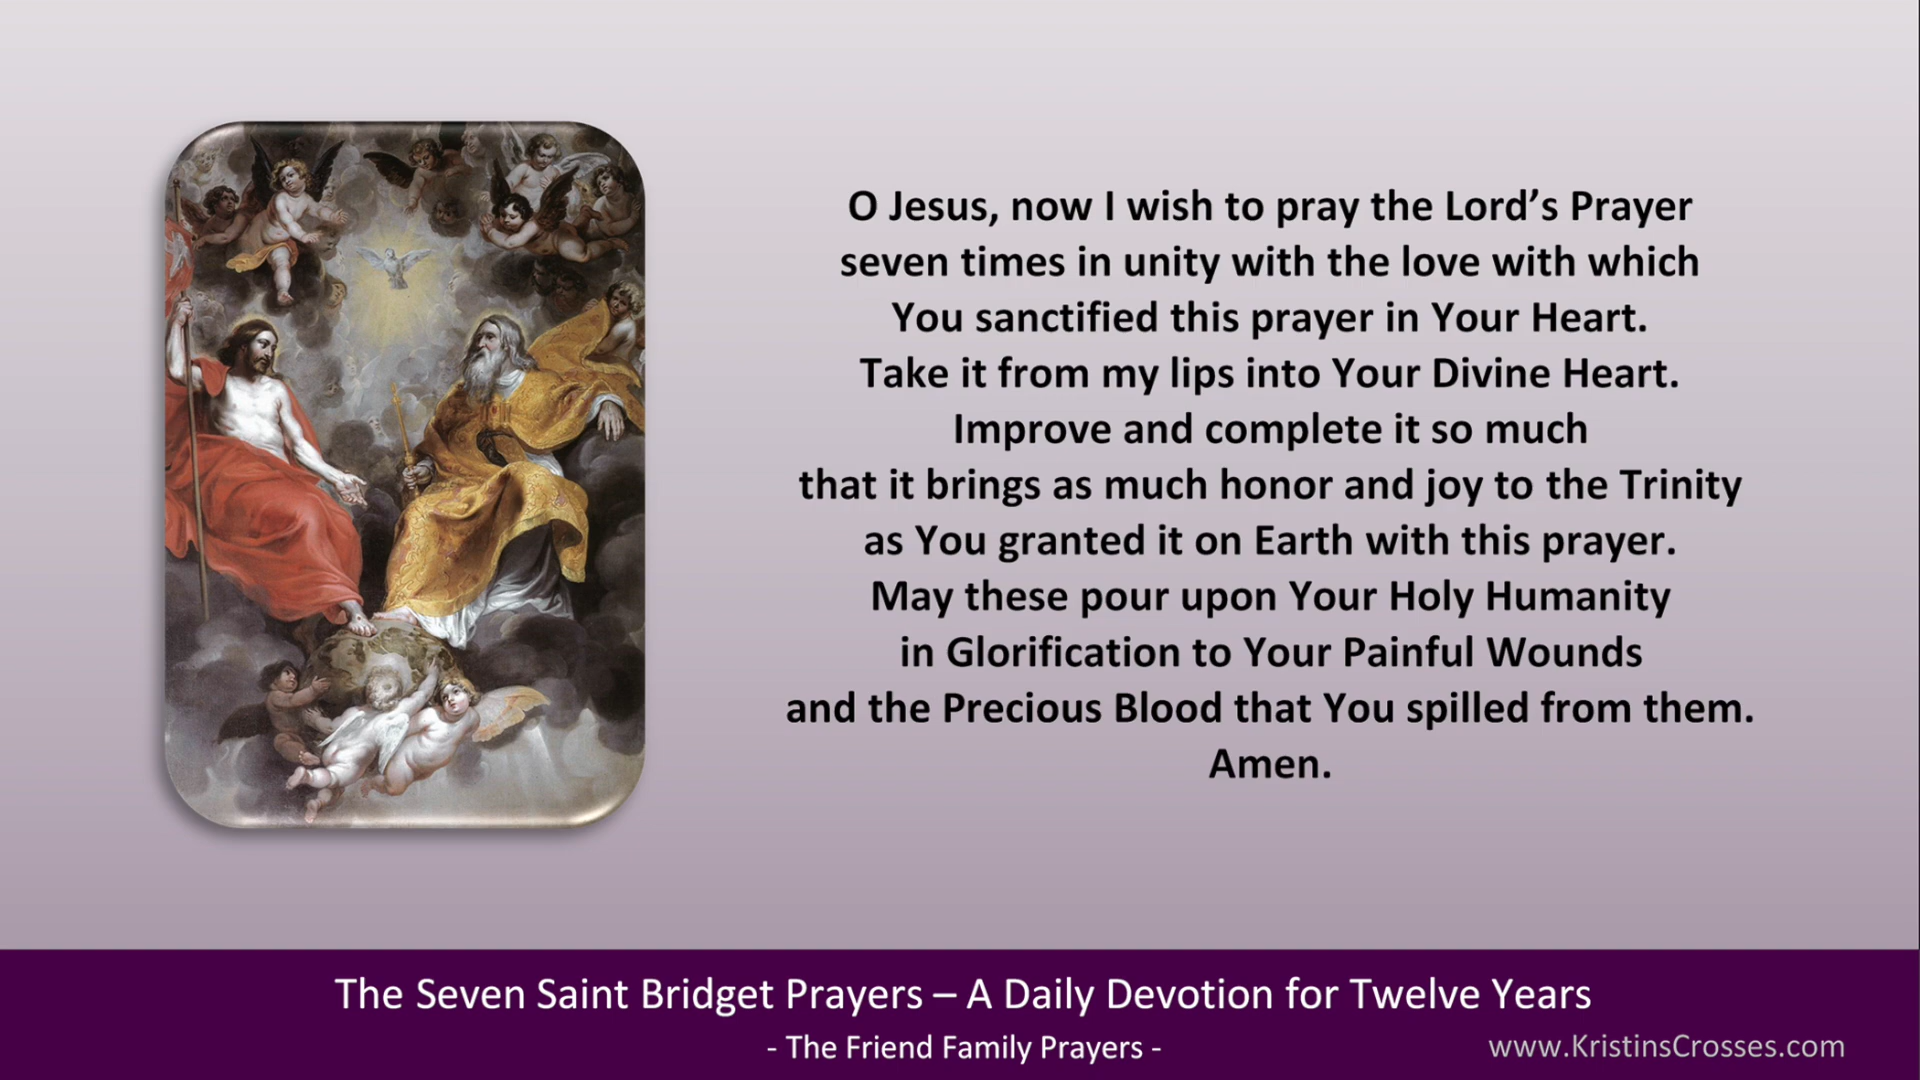 O Jesus, now I wish to pray the Lord’s Prayer
seven times in unity with the love with which
You sanctified this prayer in Your Heart.
Take it from my lips into Your Divine Heart.
Improve and complete it so much
that it brings as much honor and joy to the Trinity
as You granted it on Earth with this prayer.
May these pour upon Your Holy Humanity
in Glorification to Your Painful Wounds
and the Precious Blood that You spilled from them.
Amen.
The Seven Saint Bridget Prayers – A Daily Devotion for Twelve Years
- The Friend Family Prayers -
www.KristinsCrosses.com